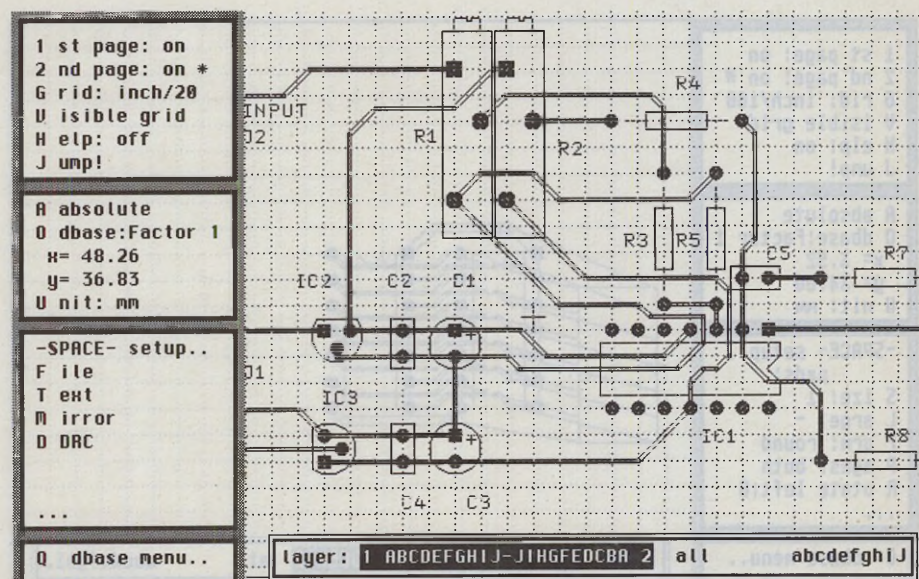 1 st page: on
2 nd page: on *
G rid: inch/20
V isible grid
H elp: off
J ump!
A absolute
O dbase:Factor 1
x= 48.26
y= 36.83
U nit: mm
-SPACE- setup..
F ile
T ext
M irror
D DRC
...
Q dbase menu..
INPUT
J2
R1
R2
R4
R3
R5
C5
R7
IC2
C2
C1
J1
IC3
IC1
R8
C4
C3
layer: 1 ABCDEFGHIJ-JIHGFEDCBA 2 all abcdefghiJ